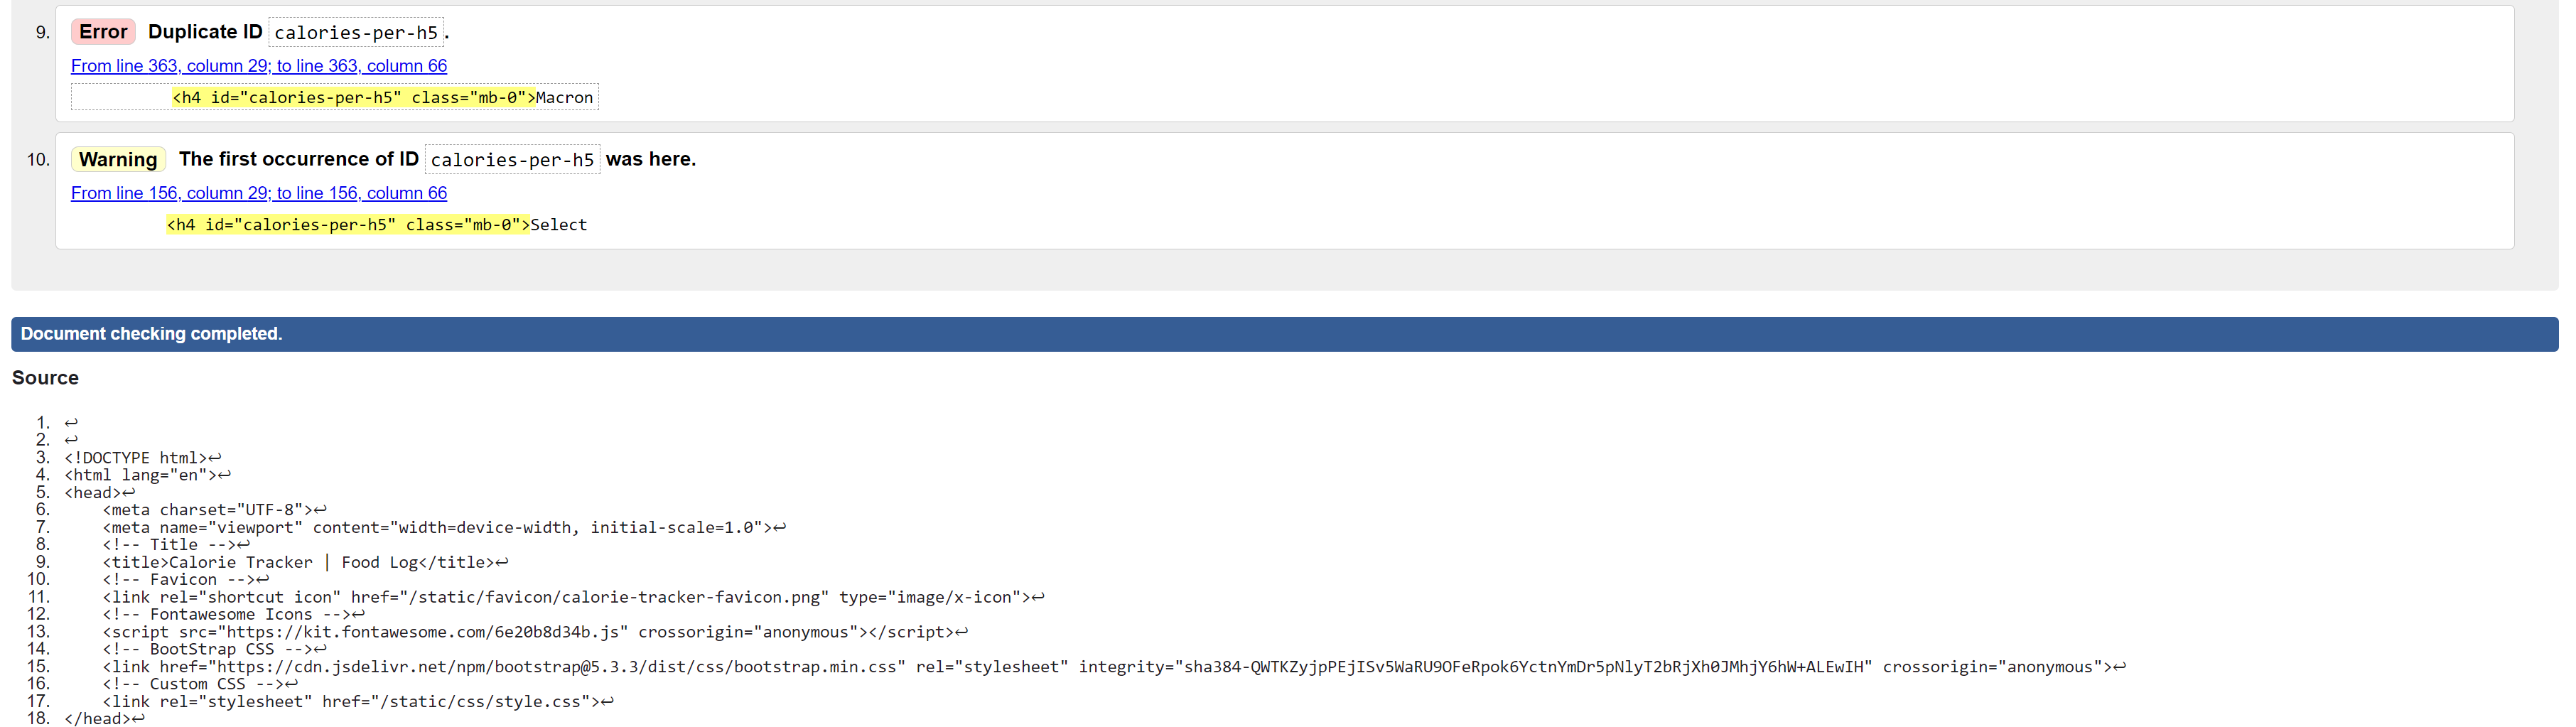 9. Error Duplicate ID calories-per-h5.
From line 363, column 29; to line 363, column 66
<h4 id="calories-per-h5" class="mb-0">Macron
10. Warning The first occurrence of ID calories-per-h5 was here.
From line 156, column 29; to line 156, column 66
<h4 id="calories-per-h5" class="mb-0">Select
Document checking completed.
Source
1. ↩
2. ↩
3. <!DOCTYPE html>↩
4. <html lang="en">↩
5. <head>↩
6. <meta charset="UTF-8">↩
7. <meta name="viewport" content="width=device-width, initial-scale=1.0">↩
8. <!-- Title -->↩
9. <title>Calorie Tracker | Food Log</title>↩
10. <!-- Favicon -->↩
11. <link rel="shortcut icon" href="/static/favicon/calorie-tracker-favicon.png" type="image/x-icon">↩
12. <!-- Fontawesome Icons -->↩
13. <script src="https://kit.fontawesome.com/6e20b8d34b.js" crossorigin="anonymous"></script>↩
14. <!-- BootStrap CSS -->↩
15. <link href="https://cdn.jsdelivr.net/npm/bootstrap@5.3.3/dist/css/bootstrap.min.css" rel="stylesheet" integrity="sha384-QWTKZyjpPEjISv5WaRU9OFeRpok6YctnYmDr5pNlyT2bRjXh0JMhjY6hW+ALEwIH" crossorigin="anonymous">↩
16. <!-- Custom CSS -->↩
17. <link rel="stylesheet" href="/static/css/style.css">↩
18. </head>↩